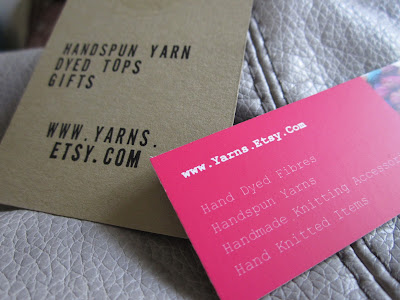 HANDSPUN YARN
DYED TOPS
GIFTS
WWW.YARNS.
ETSY.COM
www.Yarns.Etsy.Com
Hand Dyed Fibres
Handspun Yarns
Handmade Knitting Accessor
Hand Knitted Items